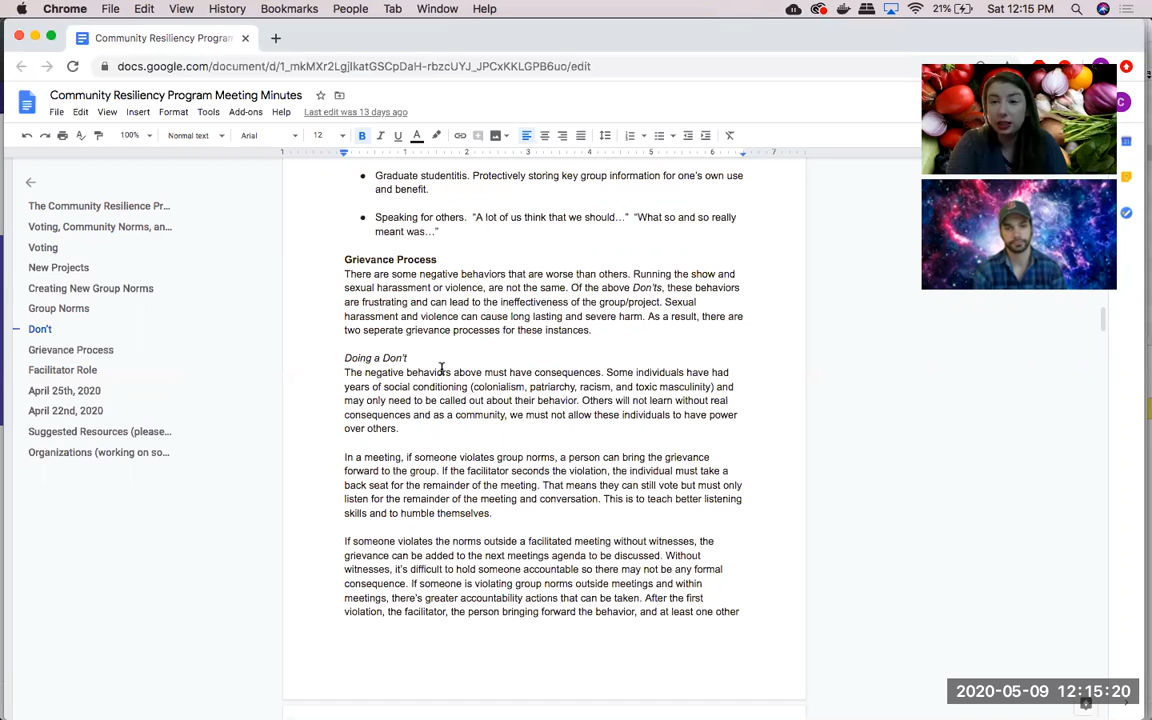 Chrome File Edit View History Bookmarks People Tab Window Help 21% Sat 12:15 PM
Community Resiliency Program
docs.google.com/document/d/1_mkMXr2LgjlkatGSCpDaH-rbzcUYJ_JPCxKKLGPB6uo/edit
Community Resiliency Program Meeting Minutes
File Edit View Insert Format Tools Add-ons Help Last edit was 13 days ago
100% Normal text Arial 12 B I U A
1 1 2 3 4 5 6 7
C
The Community Resilience Pr...
Voting, Community Norms, an...
Voting
New Projects
Creating New Group Norms
Group Norms
Don't
Grievance Process
Facilitator Role
April 25th, 2020
April 22nd, 2020
Suggested Resources (please...
Organizations (working on so...
● Graduate studentitis. Protectively storing key group information for one's own use
and benefit.
● Speaking for others. "A lot of us think that we should…" "What so and so really
meant was…"
Grievance Process
There are some negative behaviors that are worse than others. Running the show and
sexual harassment or violence, are not the same. Of the above Don'ts, these behaviors
are frustrating and can lead to the ineffectiveness of the group/project. Sexual
harassment and violence can cause long lasting and severe harm. As a result, there are
two seperate grievance processes for these instances.
Doing a Don't
The negative behaviors above must have consequences. Some individuals have had
years of social conditioning (colonialism, patriarchy, racism, and toxic masculinity) and
may only need to be called out about their behavior. Others will not learn without real
consequences and as a community, we must not allow these individuals to have power
over others.
In a meeting, if someone violates group norms, a person can bring the grievance
forward to the group. If the facilitator seconds the violation, the individual must take a
back seat for the remainder of the meeting. That means they can still vote but must only
listen for the remainder of the meeting and conversation. This is to teach better listening
skills and to humble themselves.
If someone violates the norms outside a facilitated meeting without witnesses, the
grievance can be added to the next meetings agenda to be discussed. Without
witnesses, it's difficult to hold someone accountable so there may not be any formal
consequence. If someone is violating group norms outside meetings and within
meetings, there's greater accountability actions that can be taken. After the first
violation, the facilitator, the person bringing forward the behavior, and at least one other
2020-05-09 12:15:20